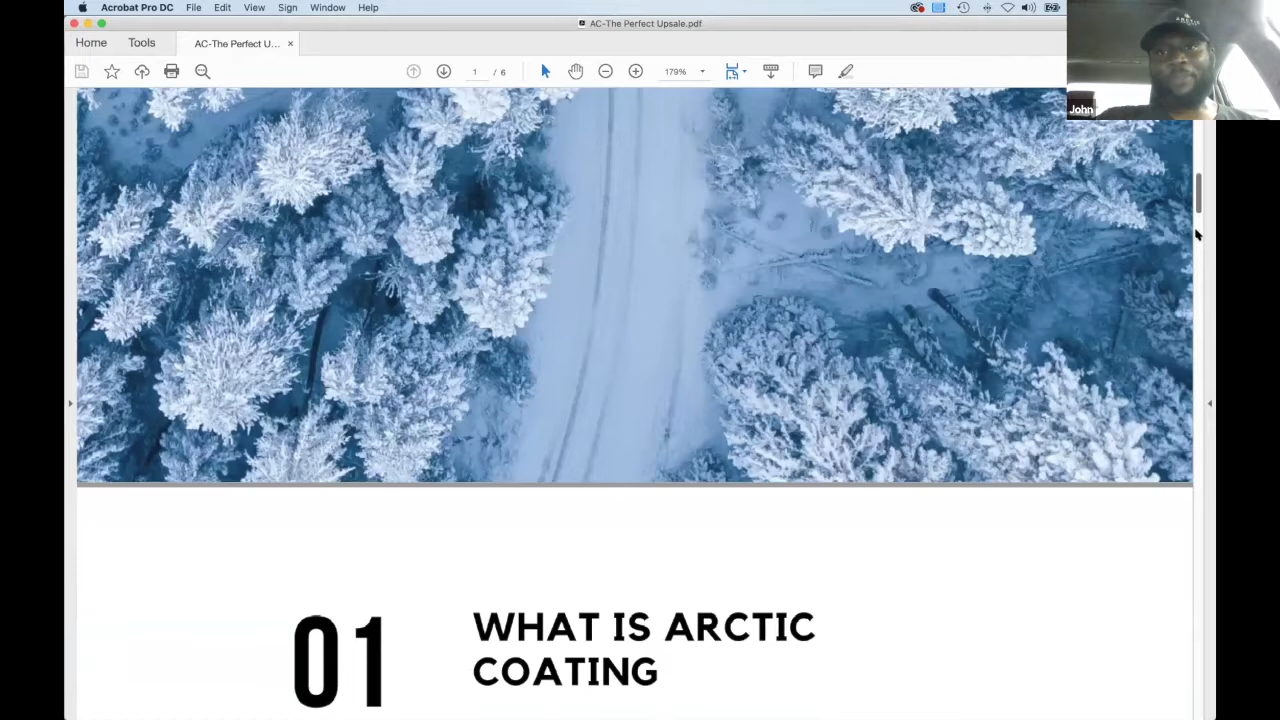 Acrobat Pro DC File Edit View Sign Window Help
AC-The Perfect Upsale.pdf
Home Tools AC-The Perfect U... ×
1 / 6 179%
ARCTIC
John
01 WHAT IS ARCTIC
COATING